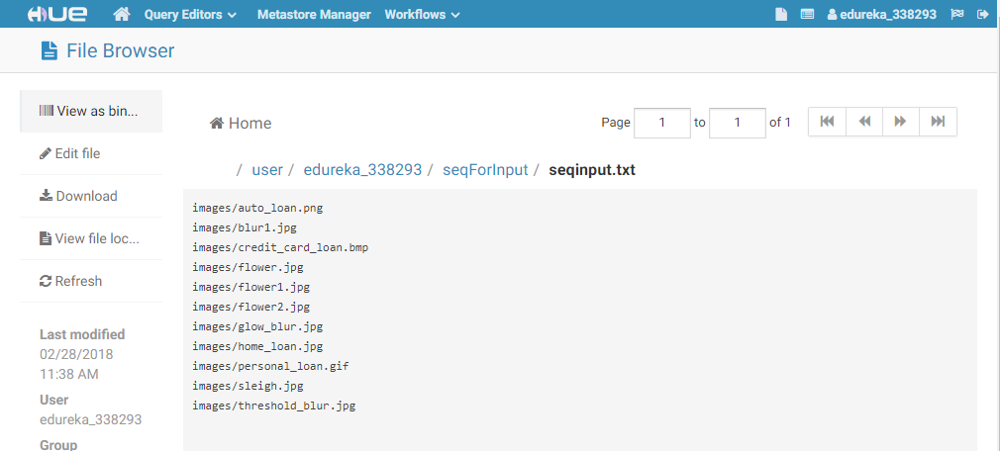 HUE Query Editors Metastore Manager Workflows edureka_338293
File Browser
View as bin...
Edit file
Download
View file loc...
Refresh
Last modified
02/28/2018
11:38 AM
User
edureka_338293
Group
Home
Page 1 to 1 of 1
/ user / edureka_338293 / seqForInput / seqinput.txt
images/auto_loan.png
images/blur1.jpg
images/credit_card_loan.bmp
images/flower.jpg
images/flower1.jpg
images/flower2.jpg
images/glow_blur.jpg
images/home_loan.jpg
images/personal_loan.gif
images/sleigh.jpg
images/threshold_blur.jpg